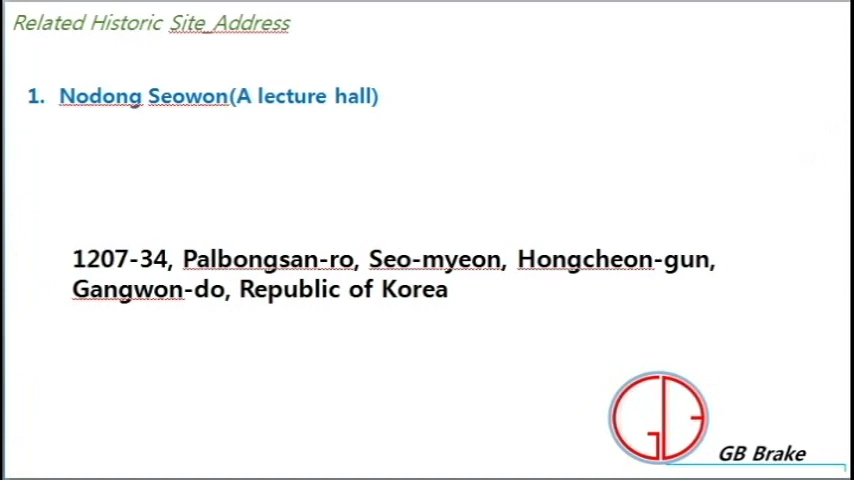 Related Historic Site_Address
1. Nodong Seowon(A lecture hall)
1207-34, Palbongsan-ro, Seo-myeon, Hongcheon-gun,
Gangwon-do, Republic of Korea
GB Brake